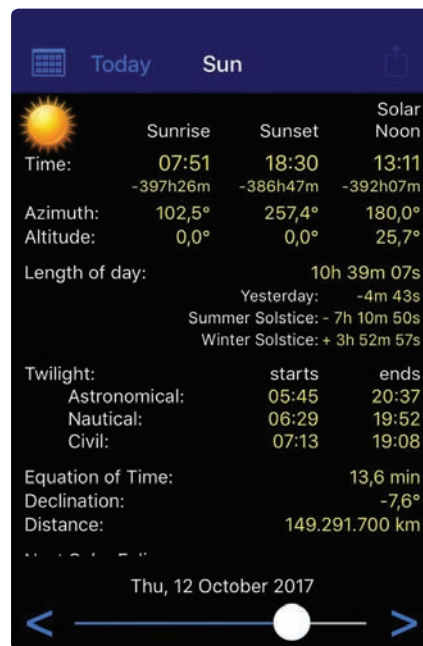 Today Sun
Solar
Sunrise Sunset Noon
Time: 07:51 18:30 13:11
-397h26m -386h47m -392h07m
Azimuth: 102,5° 257,4° 180,0°
Altitude: 0,0° 0,0° 25,7°
Length of day: 10h 39m 07s
Yesterday: -4m 43s
Summer Solstice: - 7h 10m 50s
Winter Solstice: + 3h 52m 57s
Twilight: starts ends
Astronomical: 05:45 20:37
Nautical: 06:29 19:52
Civil: 07:13 19:08
Equation of Time: 13,6 min
Declination: -7,6°
Distance: 149.291.700 km
Thu, 12 October 2017
< >